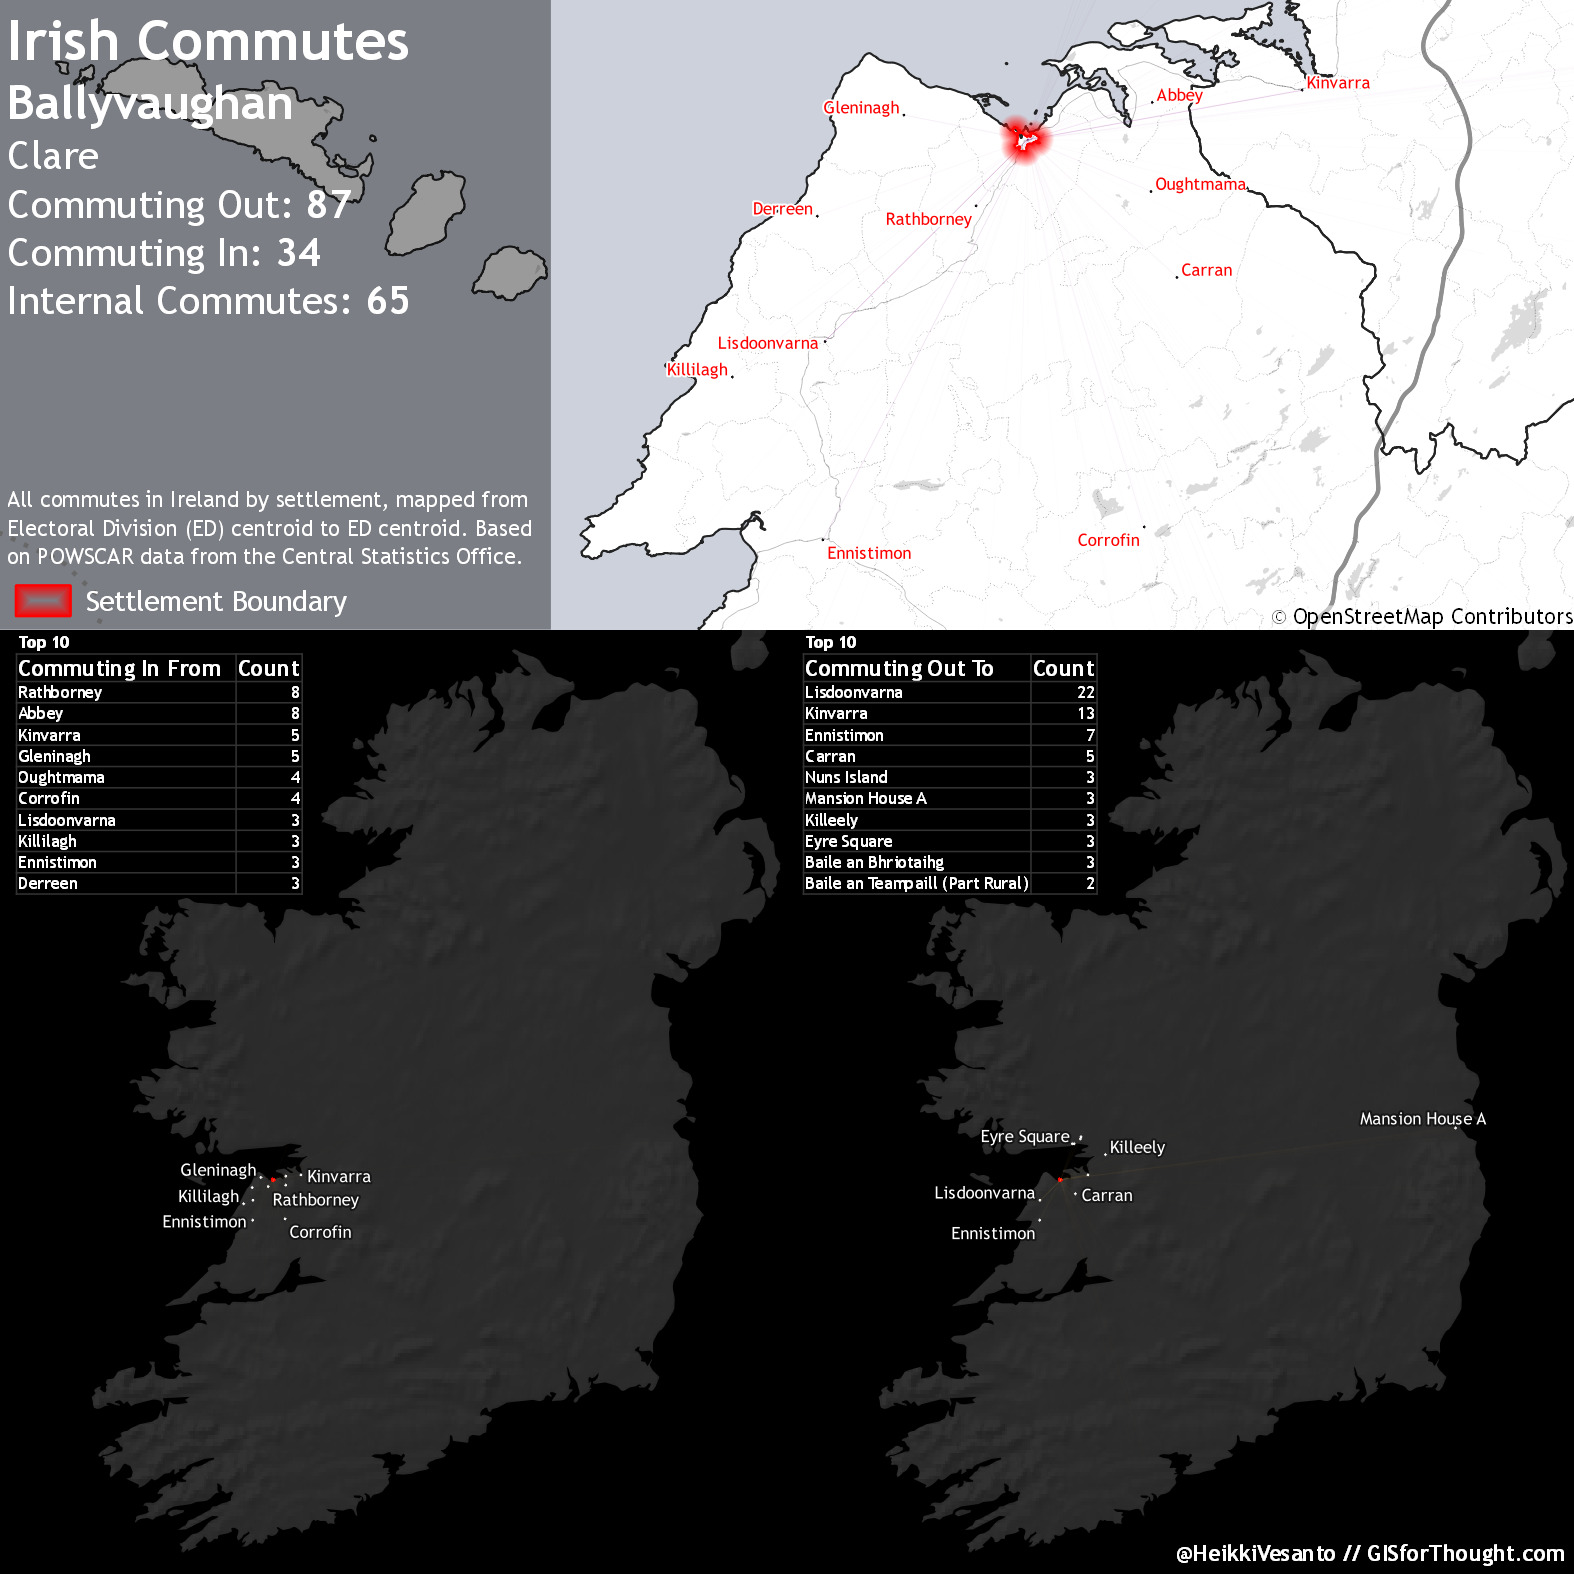 Irish Commutes
Ballyvaughan
Clare
Commuting Out: 87
Commuting In: 34
Internal Commutes: 65
All commutes in Ireland by settlement, mapped from
Electoral Division (ED) centroid to ED centroid. Based
on POWSCAR data from the Central Statistics Office.
Settlement Boundary
Kinvarra
Abbey
Gleninagh
Oughtmama
Derreen
Rathborney
Carran
Lisdoonvarna
Killilagh
Corrofin
Ennistimon
© OpenStreetMap Contributors
Top 10
Commuting In From Count
Rathborney 8
Abbey 8
Kinvarra 5
Gleninagh 5
Oughtmama 4
Corrofin 4
Lisdoonvarna 3
Killilagh 3
Ennistimon 3
Derreen 3
Gleninagh
Kinvarra
Killilagh
Rathborney
Ennistimon
Corrofin
Top 10
Commuting Out To Count
Lisdoonvarna 22
Kinvarra 13
Ennistimon 7
Carran 5
Nuns Island 3
Mansion House A 3
Killeely 3
Eyre Square 3
Baile an Bhriotaihg 3
Baile an Teampaill (Part Rural) 2
Mansion House A
Eyre Square
Killeely
Lisdoonvarna
Carran
Ennistimon
@HeikkiVesanto // GISforThought.com